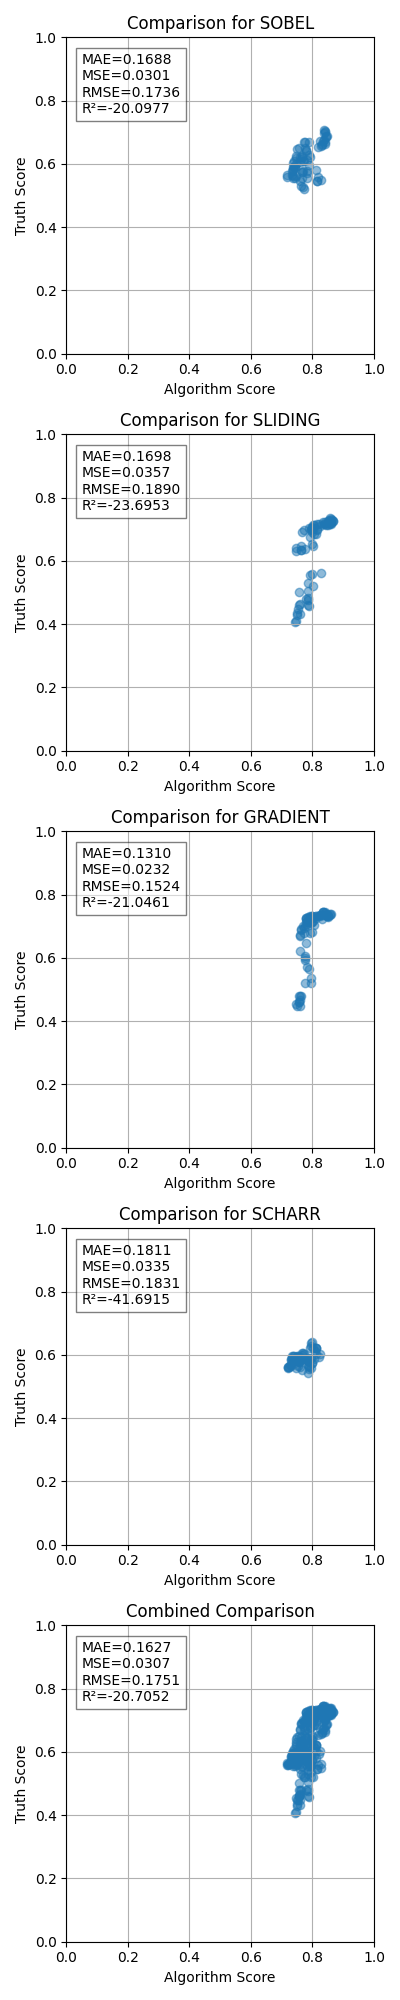 Comparison for SOBEL
1.0
MAE=0.1688
MSE=0.0301
RMSE=0.1736
R²=-20.0977
0.8
0.6
0.4
0.2
0.0
Truth Score
0.0 0.2 0.4 0.6 0.8 1.0
Algorithm Score
Comparison for SLIDING
1.0
MAE=0.1698
MSE=0.0357
RMSE=0.1890
R²=-23.6953
0.8
0.6
0.4
0.2
0.0
Truth Score
0.0 0.2 0.4 0.6 0.8 1.0
Algorithm Score
Comparison for GRADIENT
1.0
MAE=0.1310
MSE=0.0232
RMSE=0.1524
R²=-21.0461
0.8
0.6
0.4
0.2
0.0
Truth Score
0.0 0.2 0.4 0.6 0.8 1.0
Algorithm Score
Comparison for SCHARR
1.0
MAE=0.1811
MSE=0.0335
RMSE=0.1831
R²=-41.6915
0.8
0.6
0.4
0.2
0.0
Truth Score
0.0 0.2 0.4 0.6 0.8 1.0
Algorithm Score
Combined Comparison
1.0
MAE=0.1627
MSE=0.0307
RMSE=0.1751
R²=-20.7052
0.8
0.6
0.4
0.2
0.0
Truth Score
0.0 0.2 0.4 0.6 0.8 1.0
Algorithm Score